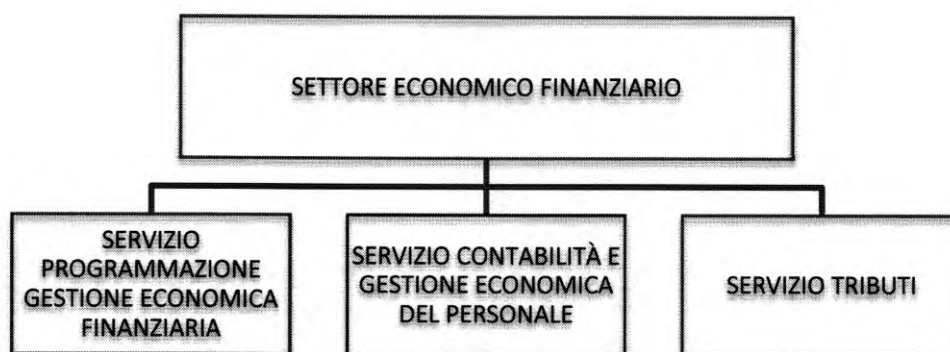 SETTORE ECONOMICO FINANZIARIO
SERVIZIO
PROGRAMMAZIONE
GESTIONE ECONOMICA
FINANZIARIA
SERVIZIO CONTABILITÀ E
GESTIONE ECONOMICA
DEL PERSONALE
SERVIZIO TRIBUTI